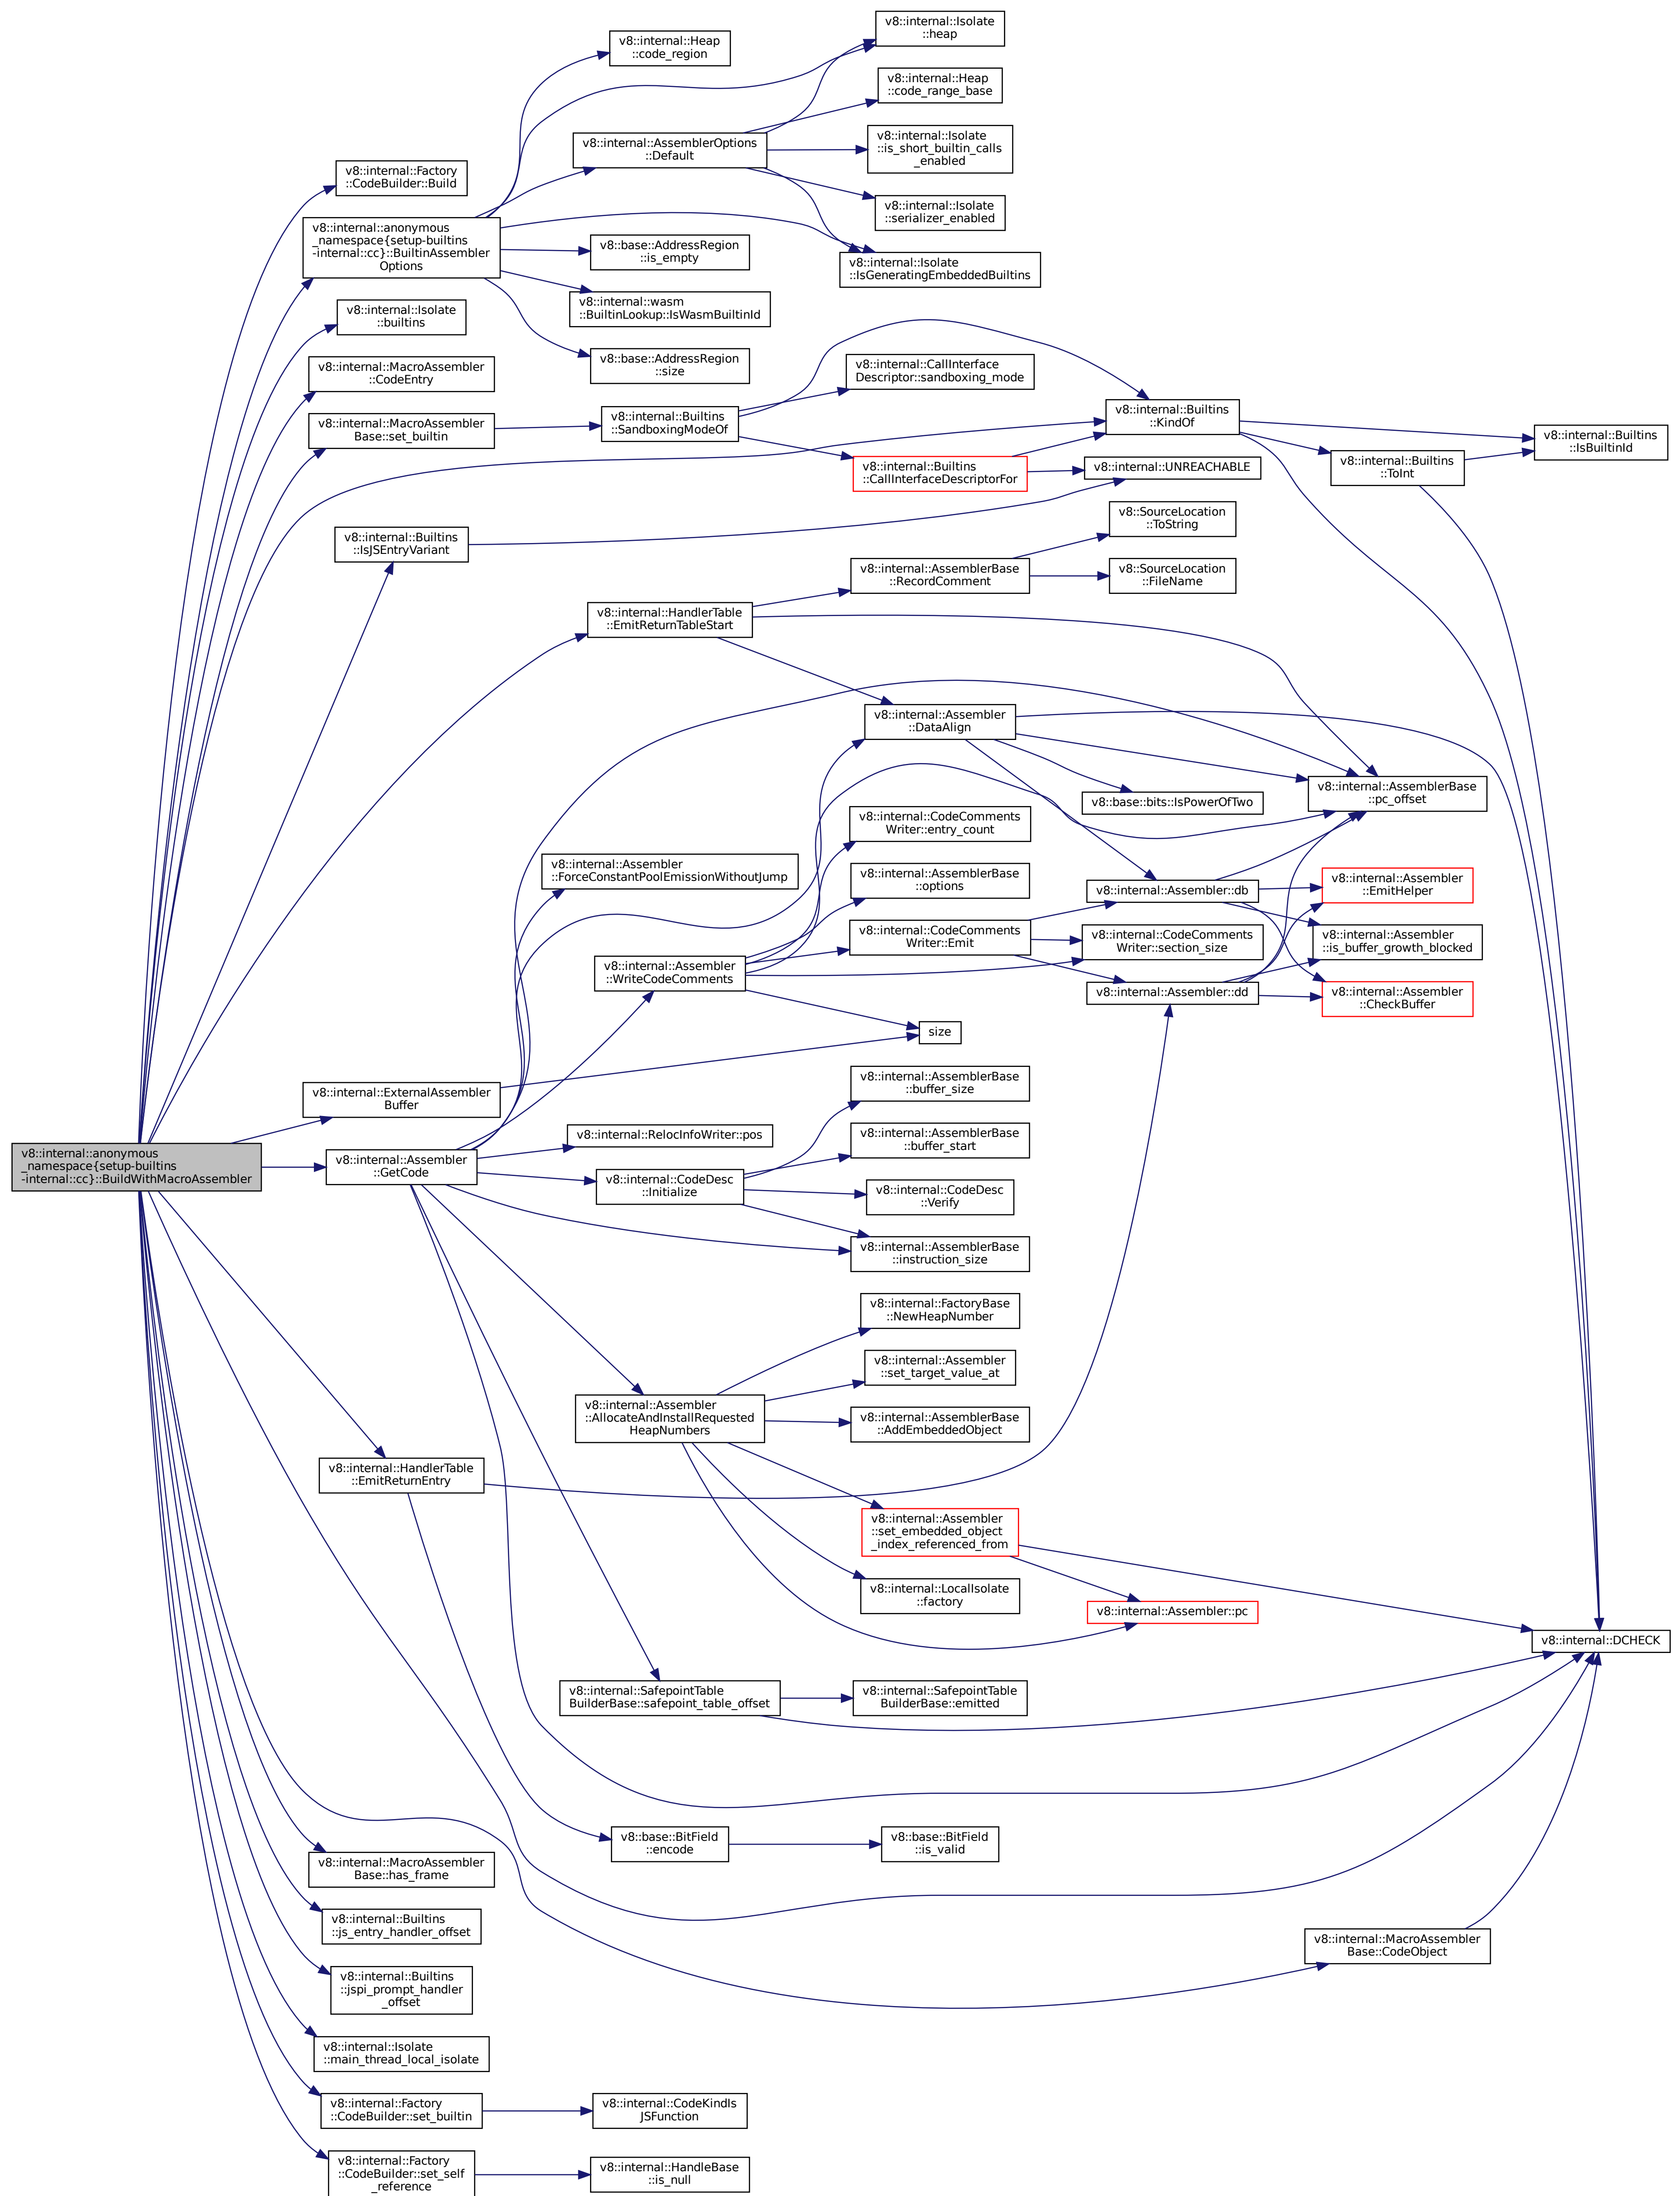 v8::internal::Isolate
::heap
v8::internal::Heap
::code_region
v8::internal::Heap
::code_range_base
v8::internal::AssemblerOptions
::Default
v8::internal::Isolate
::is_short_builtin_calls
_enabled
v8::internal::Factory
::CodeBuilder::Build
v8::internal::Isolate
::serializer_enabled
v8::internal::anonymous
_namespace{setup-builtins
-internal::cc}::BuiltinAssembler
Options
v8::base::AddressRegion
::is_empty
v8::internal::Isolate
::IsGeneratingEmbeddedBuiltins
v8::internal::wasm
::BuiltinLookup::IsWasmBuiltinId
v8::internal::Isolate
::builtins
v8::base::AddressRegion
::size
v8::internal::CallInterface
Descriptor::sandboxing_mode
v8::internal::MacroAssembler
::CodeEntry
v8::internal::Builtins
::KindOf
v8::internal::Builtins
::SandboxingModeOf
v8::internal::MacroAssembler
Base::set_builtin
v8::internal::Builtins
::IsBuiltinId
v8::internal::Builtins
::CallInterfaceDescriptorFor
v8::internal::UNREACHABLE
v8::internal::Builtins
::ToInt
v8::SourceLocation
::ToString
v8::internal::Builtins
::IsJSEntryVariant
v8::internal::AssemblerBase
::RecordComment
v8::SourceLocation
::FileName
v8::internal::HandlerTable
::EmitReturnTableStart
v8::internal::Assembler
::DataAlign
v8::internal::AssemblerBase
::pc_offset
v8::base::bits::IsPowerOfTwo
v8::internal::CodeComments
Writer::entry_count
v8::internal::Assembler
::ForceConstantPoolEmissionWithoutJump
v8::internal::AssemblerBase
::options
v8::internal::Assembler::db
v8::internal::Assembler
::EmitHelper
v8::internal::CodeComments
Writer::Emit
v8::internal::CodeComments
Writer::section_size
v8::internal::Assembler
::is_buffer_growth_blocked
v8::internal::Assembler
::WriteCodeComments
v8::internal::Assembler::dd
v8::internal::Assembler
::CheckBuffer
size
v8::internal::ExternalAssembler
Buffer
v8::internal::AssemblerBase
::buffer_size
v8::internal::RelocInfoWriter::pos
v8::internal::AssemblerBase
::buffer_start
v8::internal::anonymous
_namespace{setup-builtins
-internal::cc}::BuildWithMacroAssembler
v8::internal::Assembler
::GetCode
v8::internal::CodeDesc
::Initialize
v8::internal::CodeDesc
::Verify
v8::internal::AssemblerBase
::instruction_size
v8::internal::FactoryBase
::NewHeapNumber
v8::internal::Assembler
::set_target_value_at
v8::internal::Assembler
::AllocateAndInstallRequested
HeapNumbers
v8::internal::AssemblerBase
::AddEmbeddedObject
v8::internal::HandlerTable
::EmitReturnEntry
v8::internal::Assembler
::set_embedded_object
_index_referenced_from
v8::internal::LocalIsolate
::factory
v8::internal::Assembler::pc
v8::internal::DCHECK
v8::internal::SafepointTable
BuilderBase::safepoint_table_offset
v8::internal::SafepointTable
BuilderBase::emitted
v8::base::BitField
::encode
v8::base::BitField
::is_valid
v8::internal::MacroAssembler
Base::has_frame
v8::internal::Builtins
::js_entry_handler_offset
v8::internal::MacroAssembler
Base::CodeObject
v8::internal::Builtins
::jspi_prompt_handler
_offset
v8::internal::Isolate
::main_thread_local_isolate
v8::internal::Factory
::CodeBuilder::set_builtin
v8::internal::CodeKindIs
JSFunction
v8::internal::Factory
::CodeBuilder::set_self
_reference
v8::internal::HandleBase
::is_null